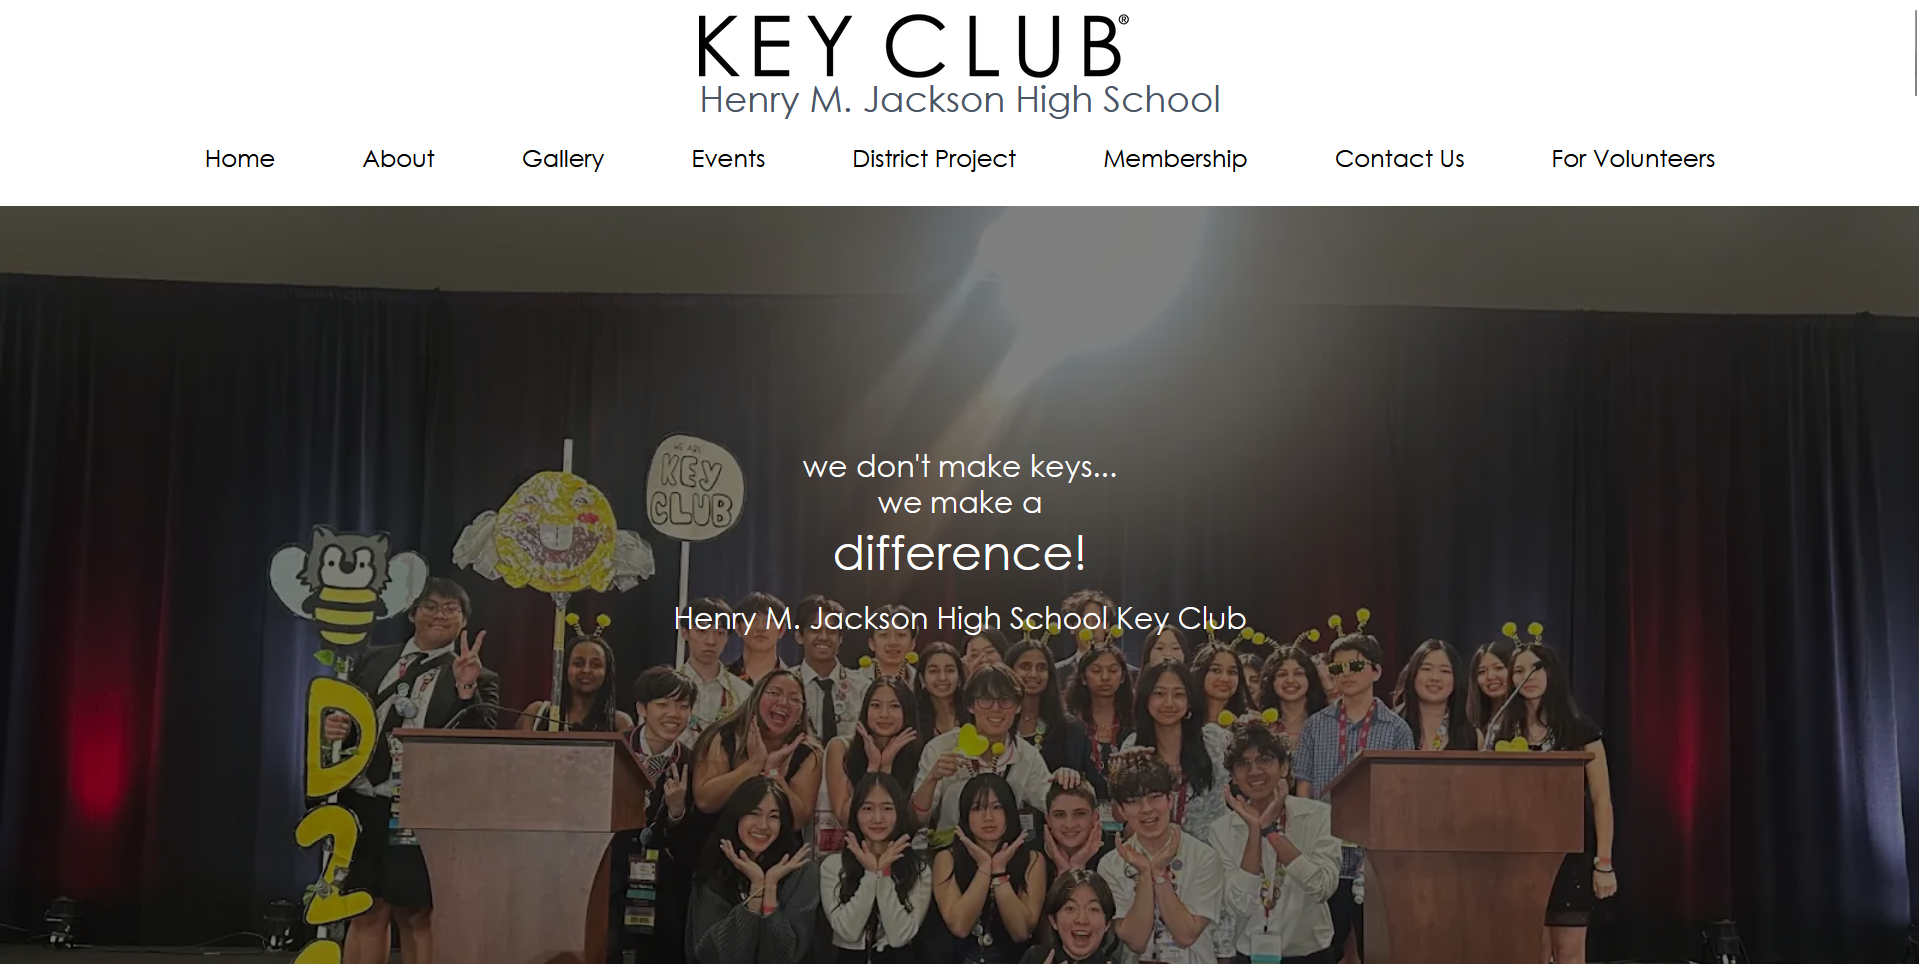 KEY CLUB®
Henry M. Jackson High School
Home About Gallery Events District Project Membership Contact Us For Volunteers
we don't make keys...
we make a
difference!
Henry M. Jackson High School Key Club
WE ARE
KEY
CLUB
D2